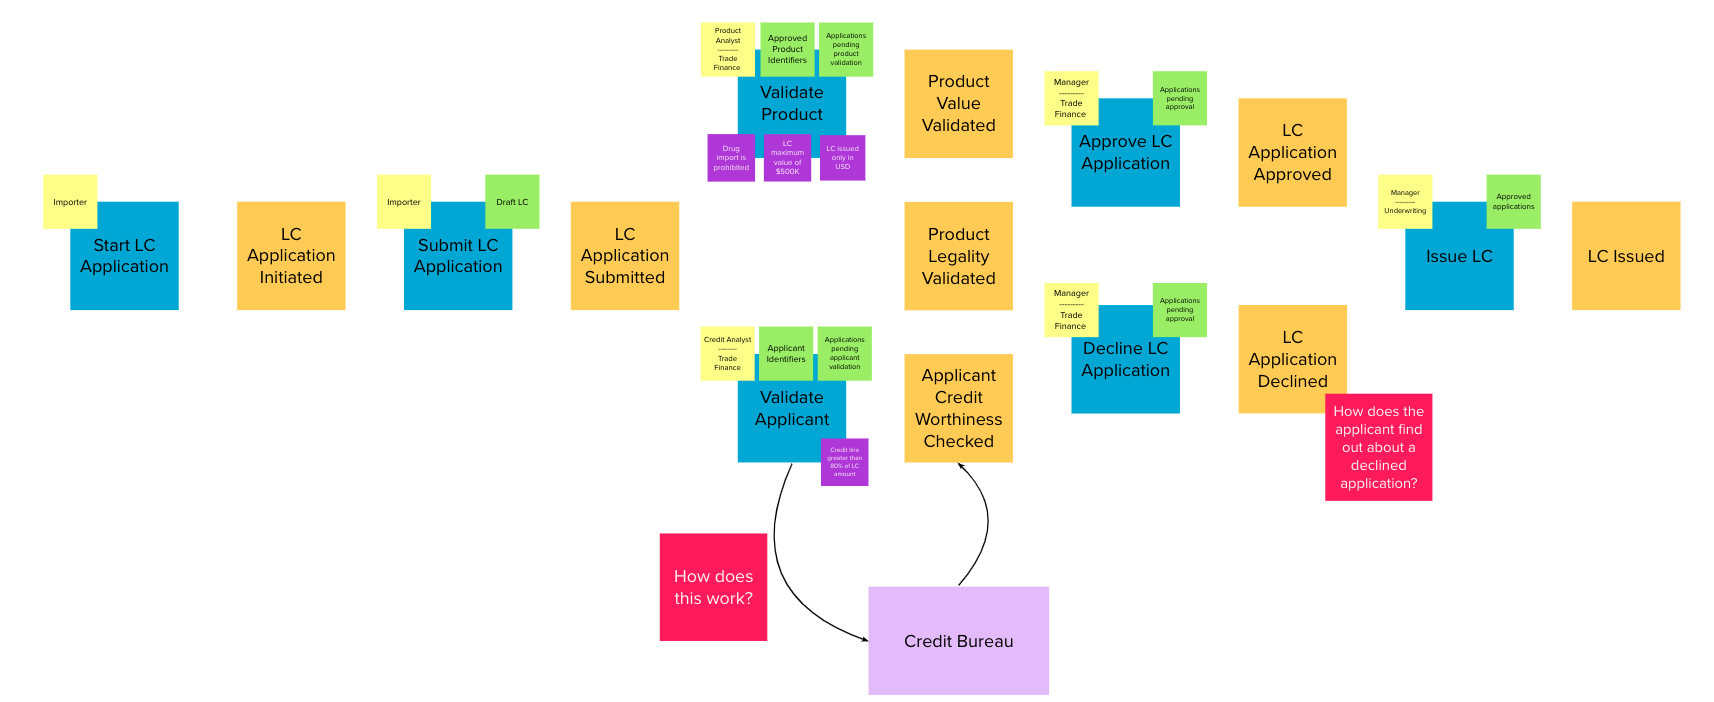 Importer
Start LC
Application
LC
Application
Initiated
Importer
Draft LC
Submit LC
Application
LC
Application
Submitted
Product
Analyst
---------
Trade
Finance
Approved
Product
Identifiers
Applications
pending
product
validation
Validate
Product
Drug
import is
prohibited
LC
maximum
value of
$500K
LC issued
only in
USD
Product
Value
Validated
Product
Legality
Validated
Credit Analyst
--------
Trade
Finance
Applicant
Identifiers
Applications
pending
applicant
validation
Validate
Applicant
Credit line
greater than
80% of LC
amount
Applicant
Credit
Worthiness
Checked
How does
this work?
Credit Bureau
Manager
---------
Trade
Finance
Applications
pending
approval
Approve LC
Application
LC
Application
Approved
Manager
---------
Trade
Finance
Applications
pending
approval
Decline LC
Application
LC
Application
Declined
How does the
applicant find
out about a
declined
application?
Manager
---------
Underwriting
Approved
applications
Issue LC
LC Issued